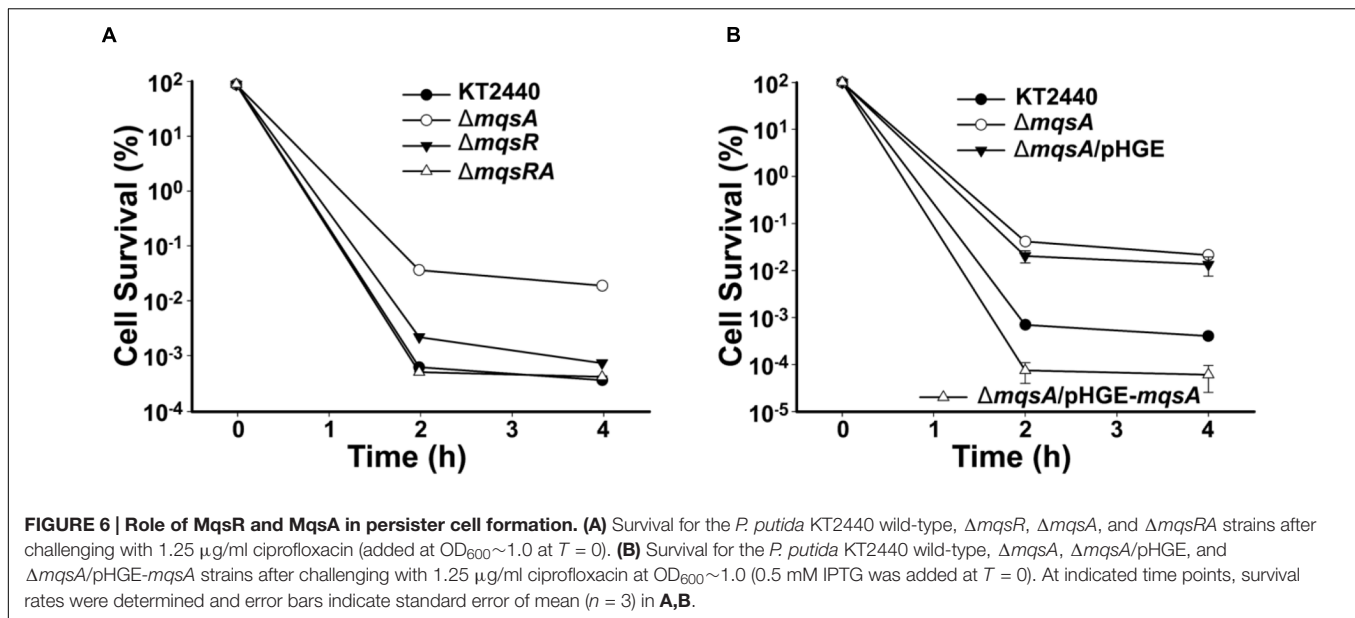 A
10²
10¹
10⁰
10⁻¹
10⁻²
10⁻³
10⁻⁴
Cell Survival (%)
KT2440
ΔmqsA
ΔmqsR
ΔmqsRA
0 1 2 3 4
Time (h)
B
10²
10¹
10⁰
10⁻¹
10⁻²
10⁻³
10⁻⁴
10⁻⁵
Cell Survival (%)
KT2440
ΔmqsA
ΔmqsA/pHGE
ΔmqsA/pHGE-mqsA
0 1 2 3 4
Time (h)
FIGURE 6 | Role of MqsR and MqsA in persister cell formation. (A) Survival for the P. putida KT2440 wild-type, ΔmqsR, ΔmqsA, and ΔmqsRA strains after
challenging with 1.25 μg/ml ciprofloxacin (added at OD₆₀₀∼1.0 at T = 0). (B) Survival for the P. putida KT2440 wild-type, ΔmqsA, ΔmqsA/pHGE, and
ΔmqsA/pHGE-mqsA strains after challenging with 1.25 μg/ml ciprofloxacin at OD₆₀₀∼1.0 (0.5 mM IPTG was added at T = 0). At indicated time points, survival
rates were determined and error bars indicate standard error of mean (n = 3) in A,B.